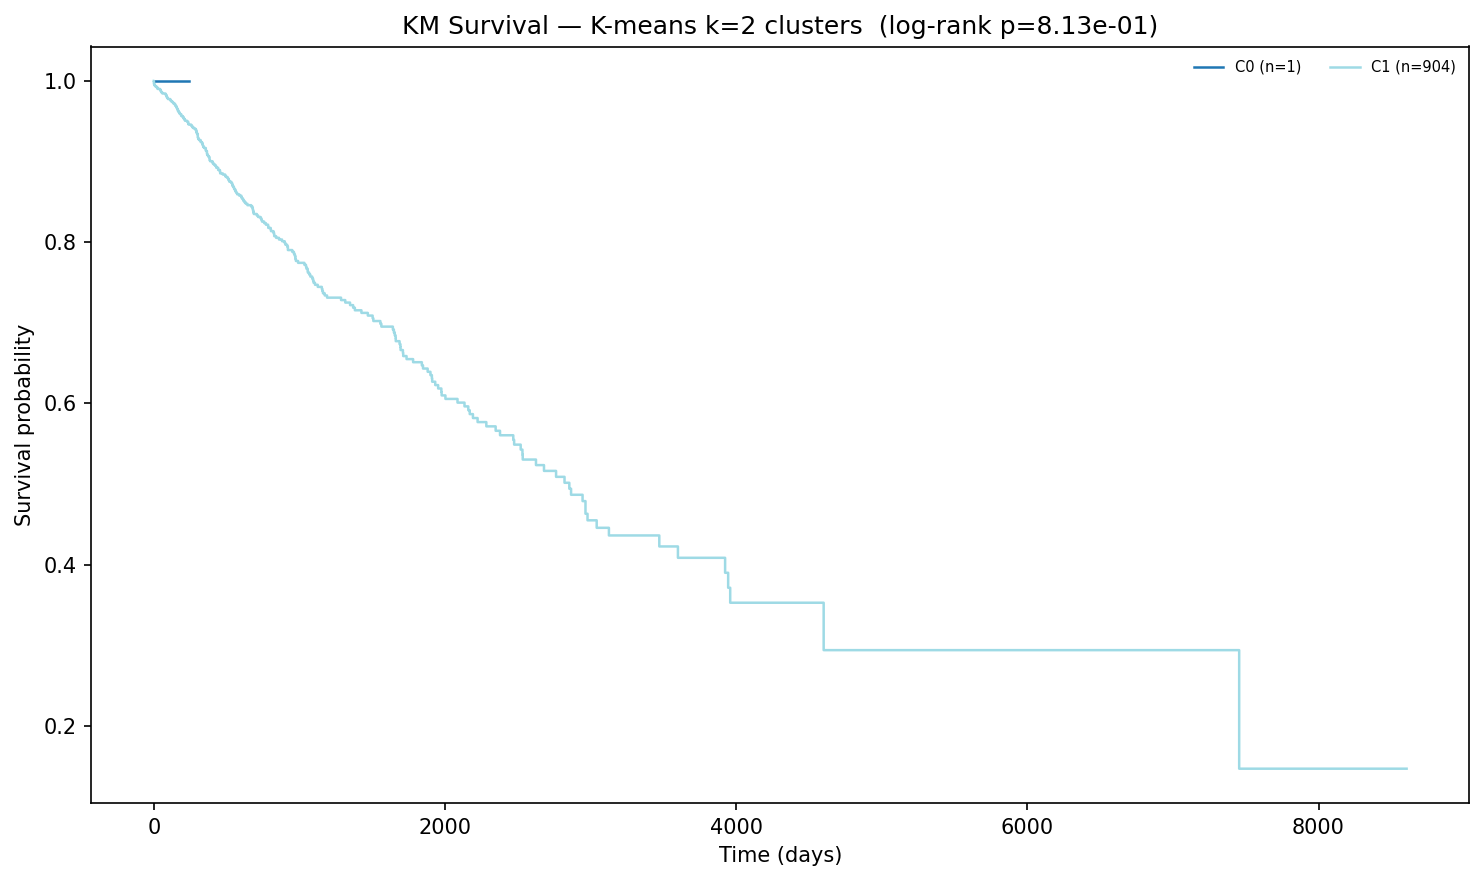 KM Survival — K-means k=2 clusters  (log-rank p=8.13e-01)
C0 (n=1)
C1 (n=904)
1.0
0.8
0.6
0.4
0.2
Survival probability
0
2000
4000
6000
8000
Time (days)